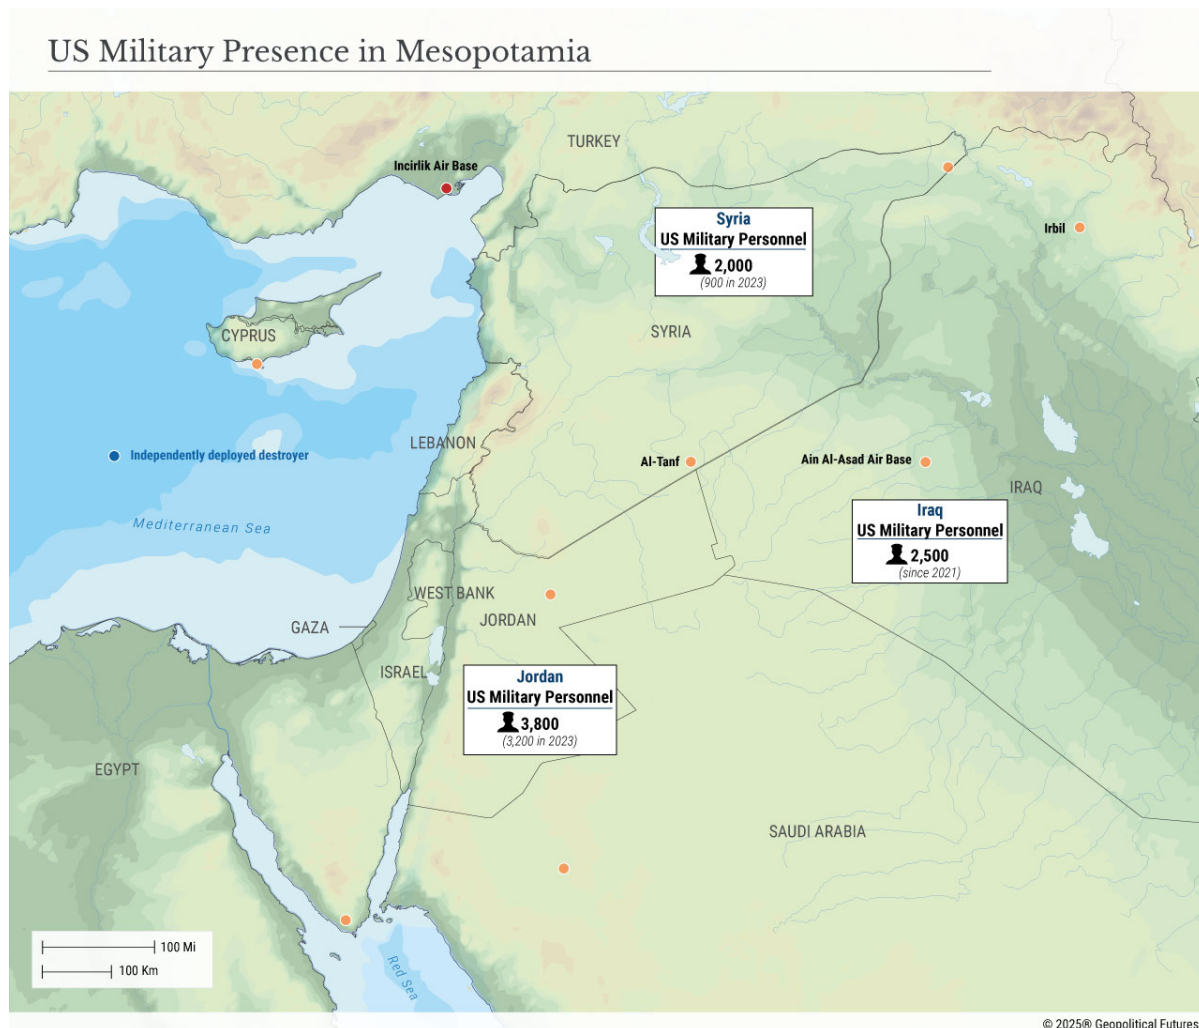 US Military Presence in Mesopotamia
TURKEY
Incirlik Air Base
Syria
US Military Personnel
2,000
(900 in 2023)
Irbil
CYPRUS
SYRIA
LEBANON
Independently deployed destroyer
Al-Tanf
Ain Al-Asad Air Base
IRAQ
Mediterranean Sea
Iraq
US Military Personnel
2,500
(since 2021)
WEST BANK
JORDAN
GAZA
ISRAEL
Jordan
US Military Personnel
3,800
(3,200 in 2023)
EGYPT
SAUDI ARABIA
100 Mi
100 Km
Red Sea
© 2025® Geopolitical Futures